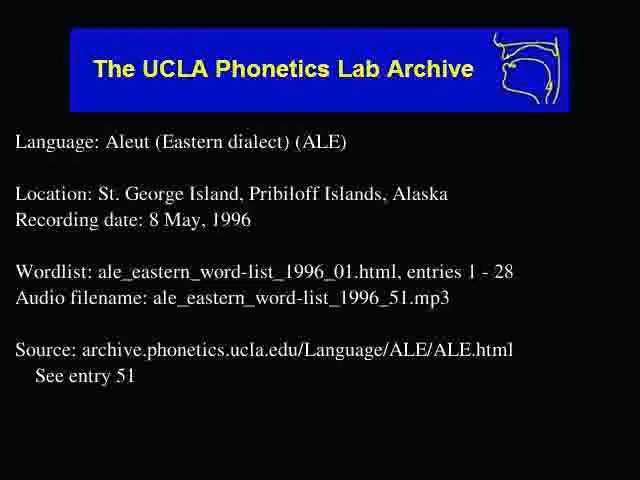 The UCLA Phonetics Lab Archive
Language: Aleut (Eastern dialect) (ALE)
Location: St. George Island, Pribiloff Islands, Alaska
Recording date: 8 May, 1996
Wordlist: ale_eastern_word-list_1996_01.html, entries 1 - 28
Audio filename: ale_eastern_word-list_1996_51.mp3
Source: archive.phonetics.ucla.edu/Language/ALE/ALE.html
See entry 51